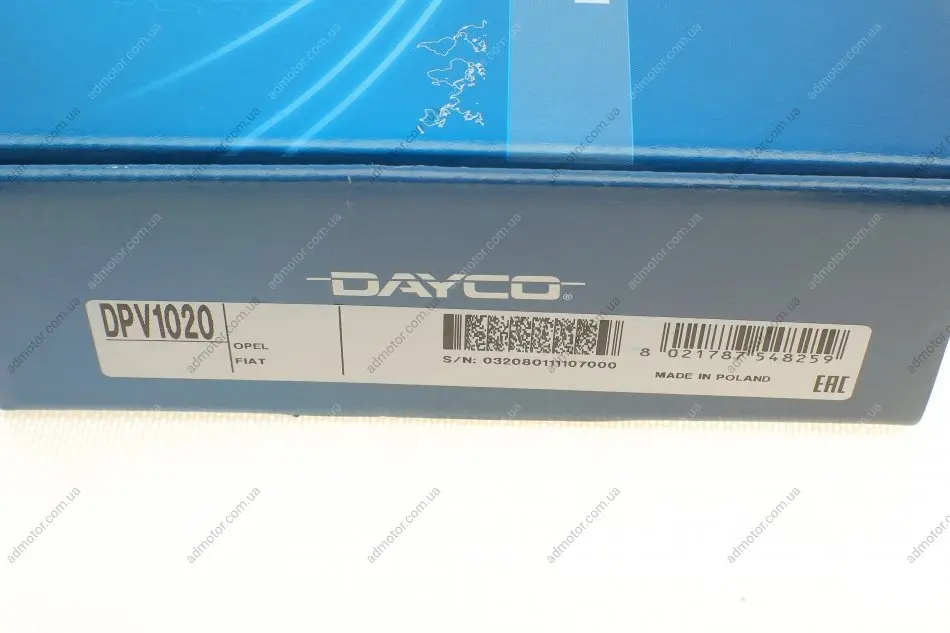 DAYCO®
DPV1020
OPEL
FIAT
S/N: 032080111107000
8 021787 548259
MADE IN POLAND
EAC
admotor.com.ua